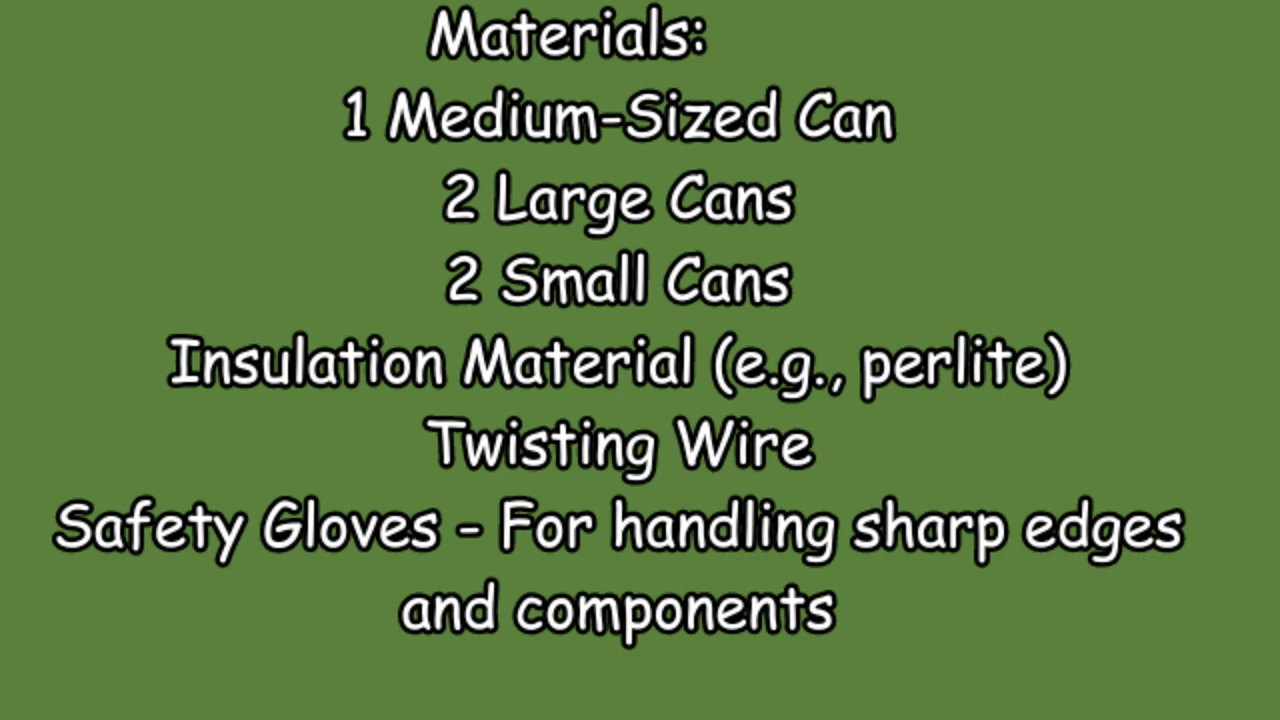 Materials:
1 Medium-Sized Can
2 Large Cans
2 Small Cans
Insulation Material (e.g., perlite)
Twisting Wire
Safety Gloves - For handling sharp edges
and components